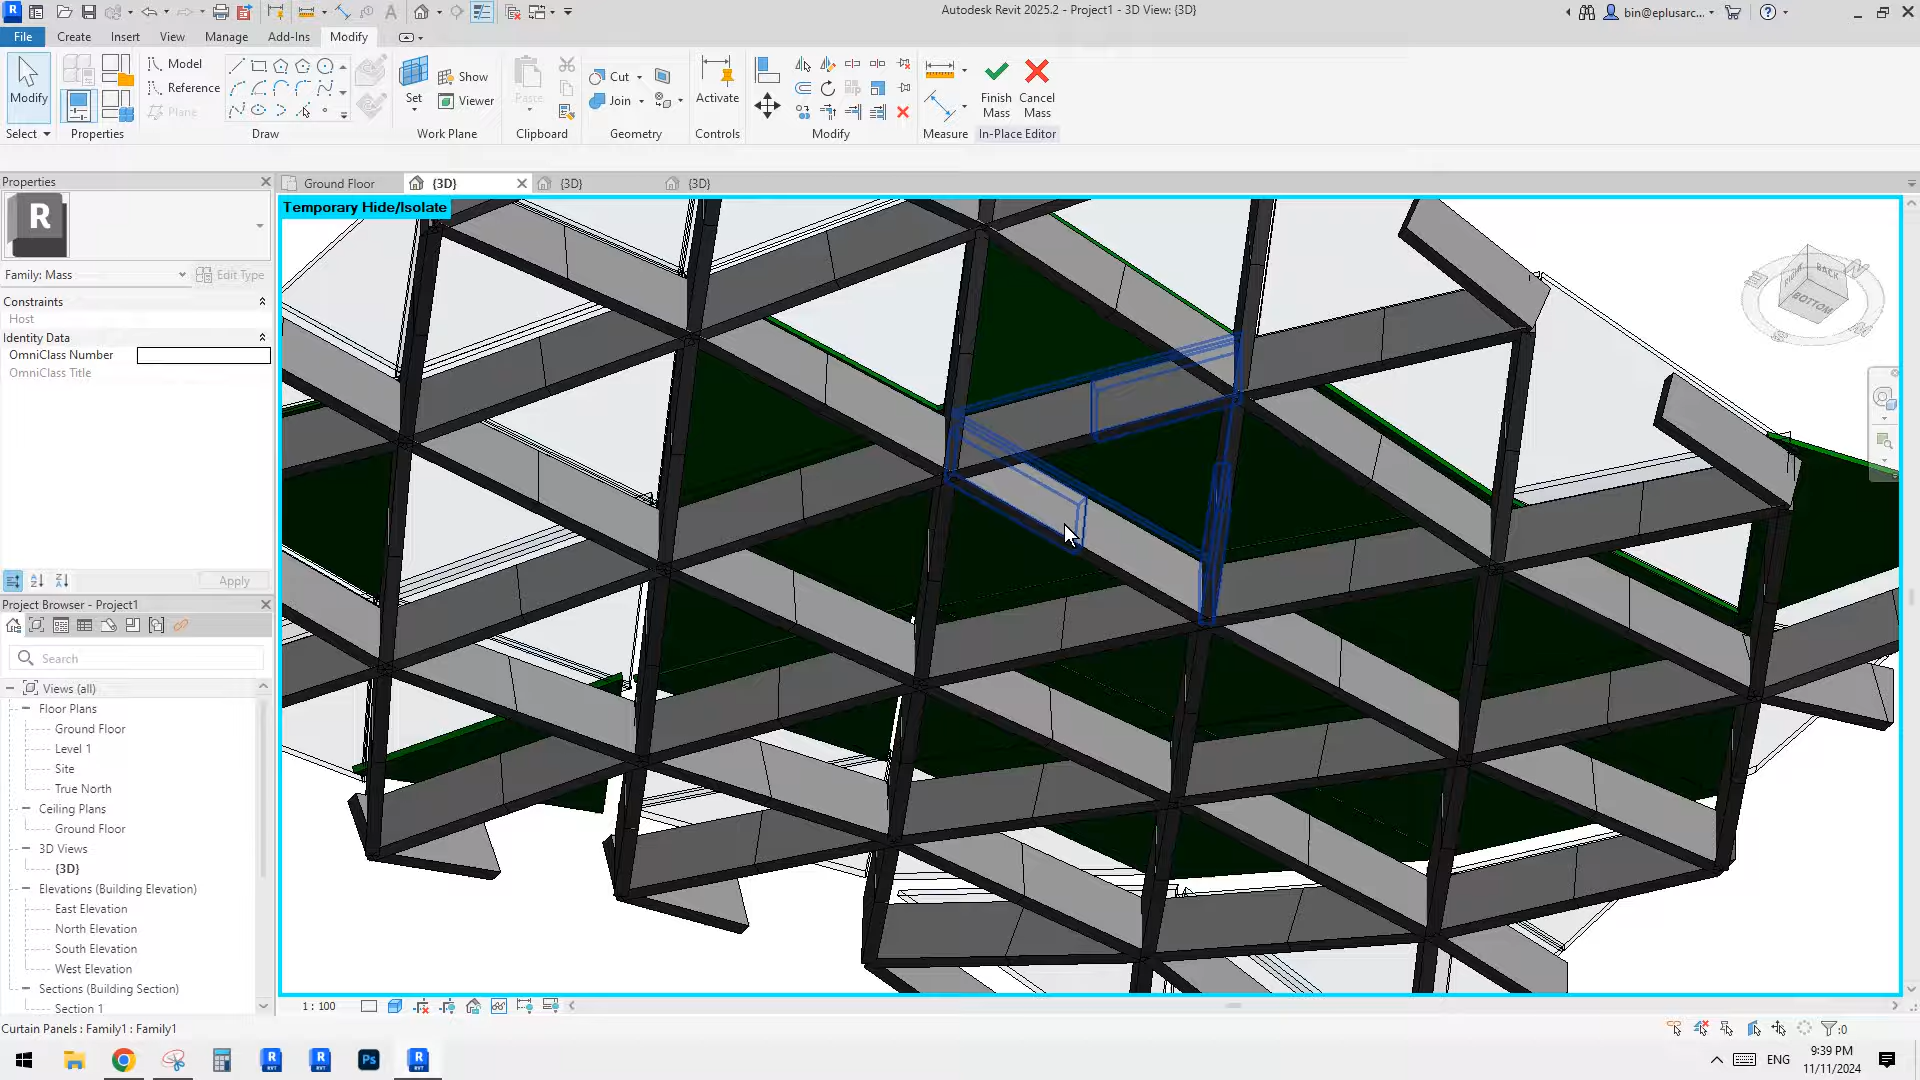 Autodesk Revit 2025.2 - Project1 - 3D View: {3D}
bin@eplusarc...
File
Create
Insert
View
Manage
Add-Ins
Modify
Modify
Model
Reference
Plane
Set
Show
Viewer
Paste
Cut
Join
Activate
Finish
Mass
Cancel
Mass
Select
Properties
Draw
Work Plane
Clipboard
Geometry
Controls
Modify
Measure
In-Place Editor
Properties
Ground Floor
{3D}
{3D}
{3D}
R
Temporary Hide/Isolate
Family: Mass
Edit Type
Constraints
Host
Identity Data
OmniClass Number
OmniClass Title
BACK
RIGHT
BOTTOM
Apply
Project Browser - Project1
Search
Views (all)
Floor Plans
Ground Floor
Level 1
Site
True North
Ceiling Plans
Ground Floor
3D Views
{3D}
Elevations (Building Elevation)
East Elevation
North Elevation
South Elevation
West Elevation
Sections (Building Section)
Section 1
1 : 100
Curtain Panels : Family1 : Family1
:0
Ps
ENG
9:39 PM
11/11/2024